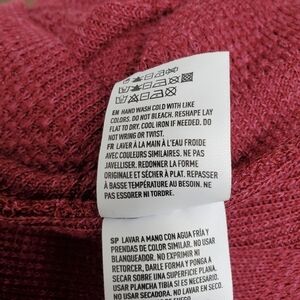 EN HAND WASH COLD WITH LIKE
COLORS. DO NOT BLEACH. RESHAPE LAY
FLAT TO DRY. COOL IRON IF NEEDED. DO
NOT WRING OR TWIST.
FR LAVER À LA MAIN À L'EAU FROIDE
AVEC COULEURS SIMILAIRES. NE PAS
JAVELLISER. REDONNER LA FORME
ORIGINALE ET SÉCHER À PLAT. REPASSER
À BASSE TEMPÉRATURE AU BESOIN. NE
PAS ESSORER NI TORDRE.
SP LAVAR A MANO CON AGUA FRÍA Y
PRENDAS DE COLOR SIMILAR. NO USAR
BLANQUEADOR. NO EXPRIMIR NI
RETORCER, DARLE FORMA Y PONGA A
SECAR SOBRE UNA SUPERFICIE PLANA.
USAR PLANCHA TIBIA SI ES NECESARIO.
NO USAR SECADORA. NO LAVAR EN SECO.